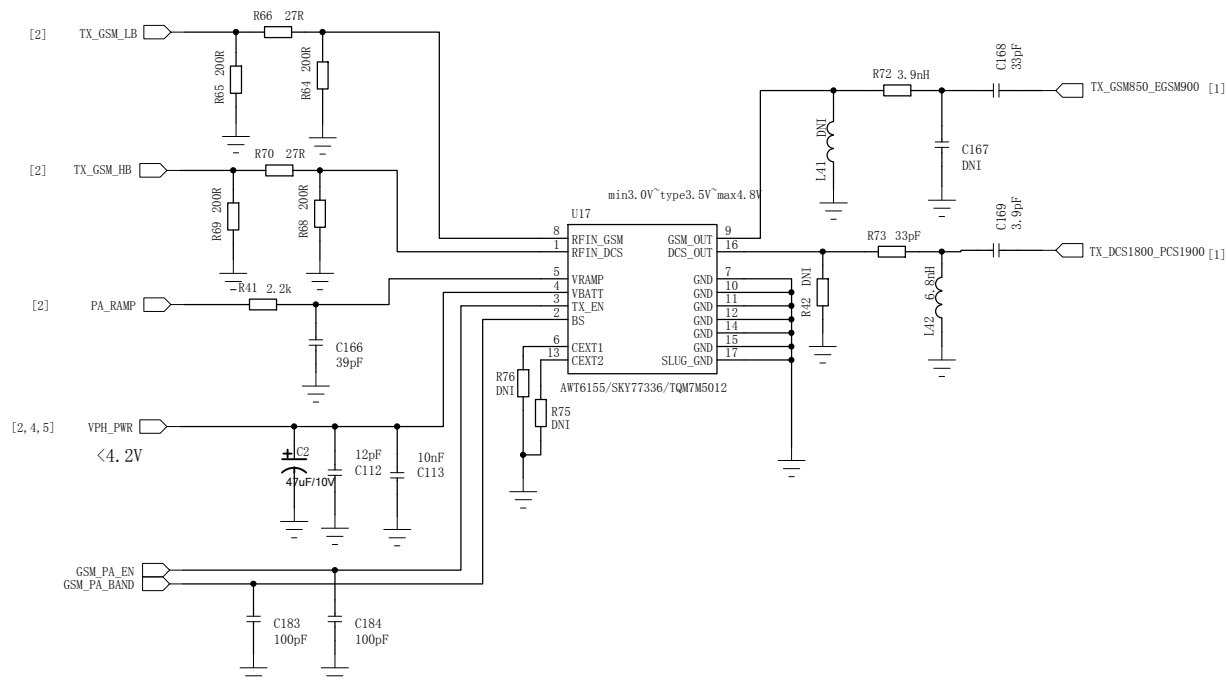 [2] TX_GSM_LB
R66 27R
R65 200R
R64 200R
[2] TX_GSM_HB
R70 27R
R69 200R
R68 200R
[2] PA_RAMP
R41 2.2k
C166
39pF
[2,4,5] VPH_PWR
<4.2V
C2
47uF/10V
12pF
C112
10nF
C113
GSM_PA_EN
GSM_PA_BAND
C183
100pF
C184
100pF
min3.0V~type3.5V~max4.8V
U17
8 RFIN_GSM
1 RFIN_DCS
5 VRAMP
4 VBATT
3 TX_EN
2 BS
6 CEXT1
13 CEXT2
GSM_OUT 9
DCS_OUT 16
GND 7
GND 10
GND 11
GND 12
GND 14
GND 15
SLUG_GND 17
AWT6155/SKY77336/TQM7M5012
R76
DNI
R75
DNI
L41 DNI
R72 3.9nH
C168
33pF
C167
DNI
TX_GSM850_EGSM900 [1]
R42 DNI
R73 33pF
C169
3.9pF
L42 6.8nH
TX_DCS1800_PCS1900 [1]